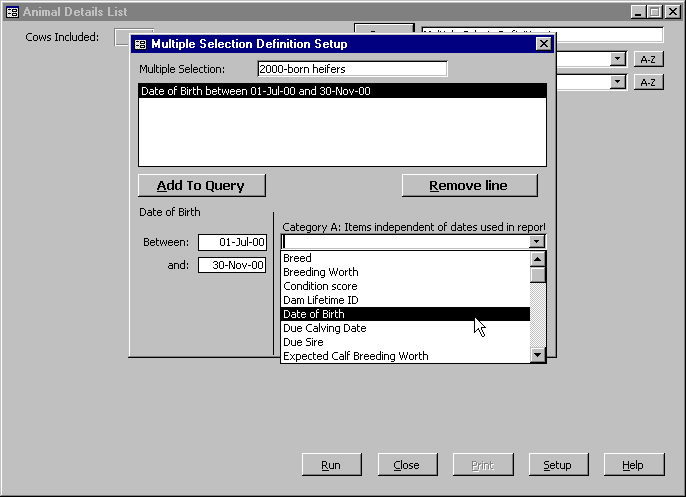 Animal Details List
Cows Included:
Multiple Selection Definition Setup
A-Z
A-Z
Multiple Selection:
2000-born heifers
Date of Birth between 01-Jul-00 and 30-Nov-00
Add To Query
Remove line
Date of Birth
Category A: Items independent of dates used in report
Between:
01-Jul-00
and:
30-Nov-00
Breed
Breeding Worth
Condition score
Dam Lifetime ID
Date of Birth
Due Calving Date
Due Sire
Expected Calf Breeding Worth
Run
Close
Print
Setup
Help